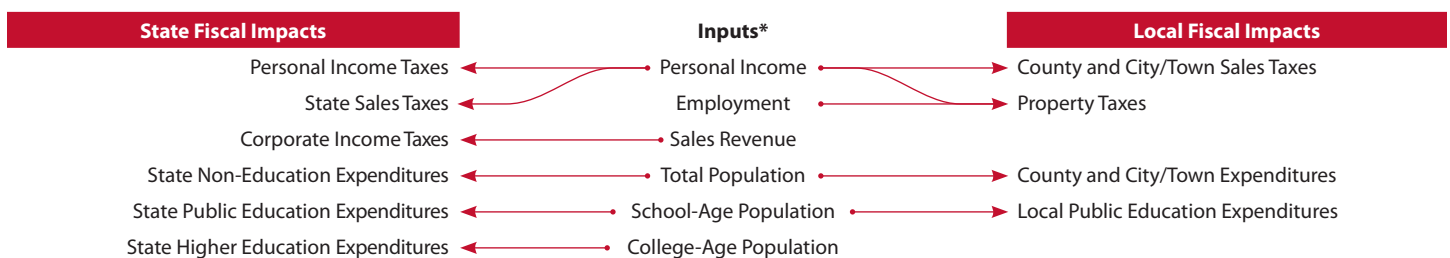 State Fiscal Impacts Inputs* Local Fiscal Impacts
Personal Income Taxes Personal Income County and City/Town Sales Taxes
State Sales Taxes Employment Property Taxes
Corporate Income Taxes Sales Revenue
State Non-Education Expenditures Total Population County and City/Town Expenditures
State Public Education Expenditures School-Age Population Local Public Education Expenditures
State Higher Education Expenditures College-Age Population